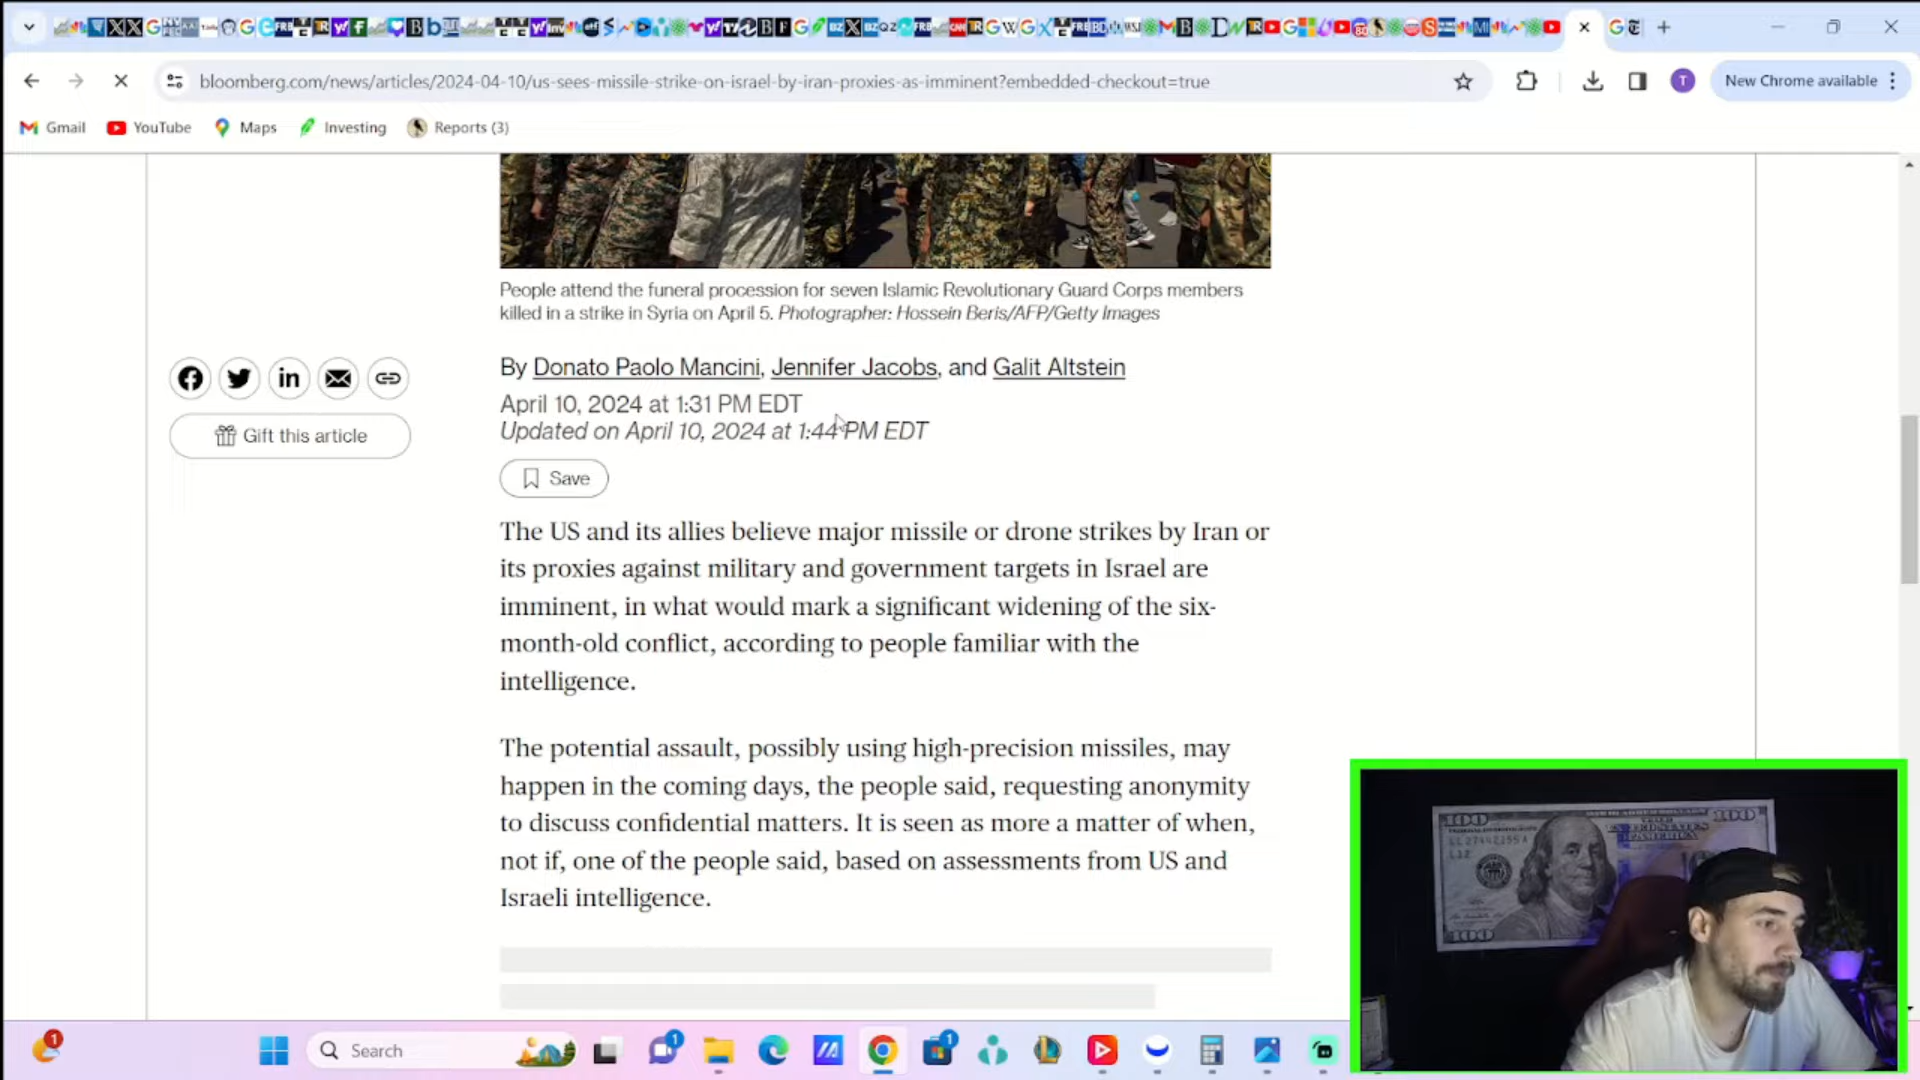 bloomberg.com/news/articles/2024-04-10/us-sees-missile-strike-on-israel-by-iran-proxies-as-imminent?embedded-checkout=true
T
New Chrome available
Gmail
YouTube
Maps
Investing
Reports (3)
People attend the funeral procession for seven Islamic Revolutionary Guard Corps members
killed in a strike in Syria on April 5. Photographer: Hossein Beris/AFP/Getty Images
By Donato Paolo Mancini, Jennifer Jacobs, and Galit Altstein
April 10, 2024 at 1:31 PM EDT
Updated on April 10, 2024 at 1:44 PM EDT
Gift this article
Save
The US and its allies believe major missile or drone strikes by Iran or
its proxies against military and government targets in Israel are
imminent, in what would mark a significant widening of the six-
month-old conflict, according to people familiar with the
intelligence.
The potential assault, possibly using high-precision missiles, may
happen in the coming days, the people said, requesting anonymity
to discuss confidential matters. It is seen as more a matter of when,
not if, one of the people said, based on assessments from US and
Israeli intelligence.
100
100
100
1
Search
1
1